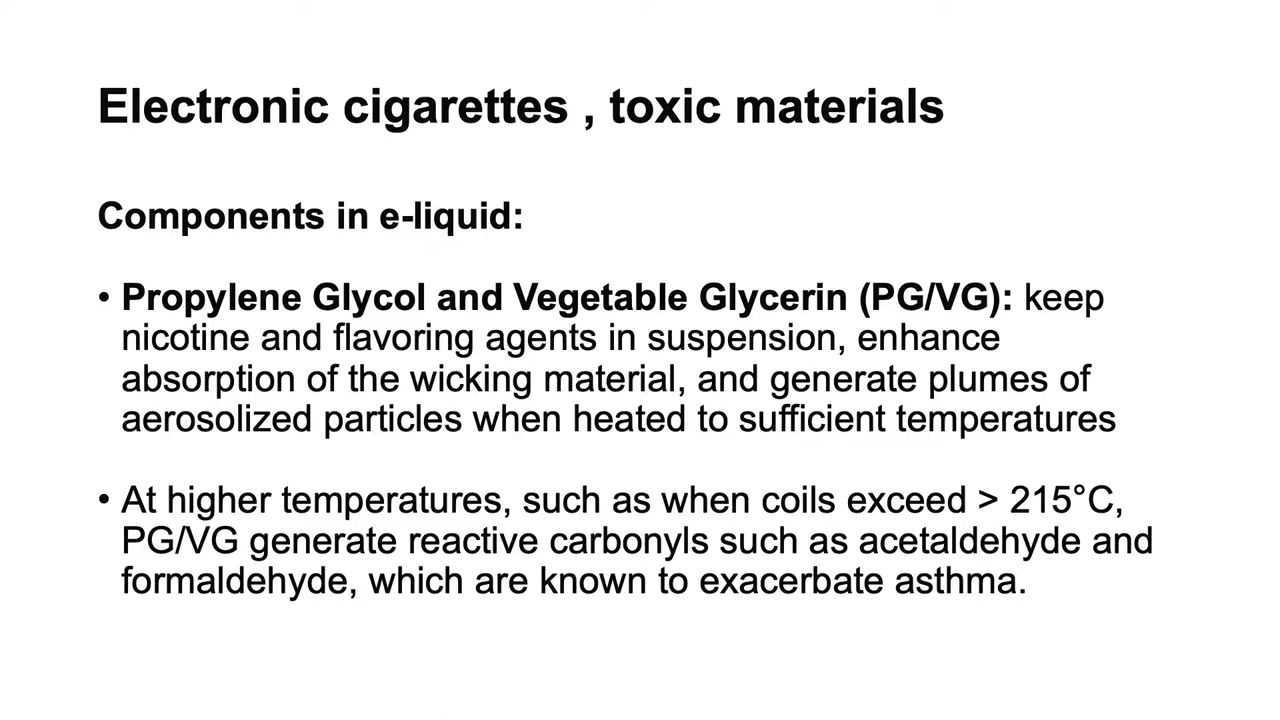 Electronic cigarettes , toxic materials
Components in e-liquid:
• Propylene Glycol and Vegetable Glycerin (PG/VG): keep
nicotine and flavoring agents in suspension, enhance
absorption of the wicking material, and generate plumes of
aerosolized particles when heated to sufficient temperatures
• At higher temperatures, such as when coils exceed > 215°C,
PG/VG generate reactive carbonyls such as acetaldehyde and
formaldehyde, which are known to exacerbate asthma.